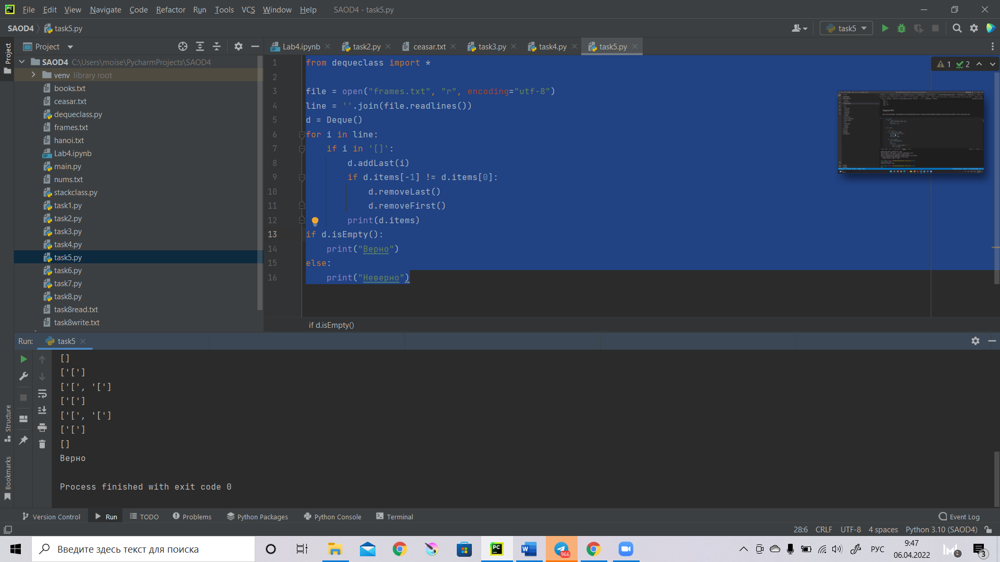 File Edit View Navigate Code Refactor Run Tools VCS Window Help SAOD4 - task5.py
SAOD4 task5.py
task5
Project
Project
Lab4.ipynb task2.py ceasar.txt task3.py task4.py task5.py
SAOD4 C:\Users\moise\PycharmProjects\SAOD4
venv library root
books.txt
ceasar.txt
dequeclass.py
frames.txt
hanoi.txt
Lab4.ipynb
main.py
nums.txt
stackclass.py
task1.py
task2.py
task3.py
task4.py
task5.py
task6.py
task7.py
task8.py
task8read.txt
task8write.txt
1 from dequeclass import *
2
3 file = open("frames.txt", "r", encoding="utf-8")
4 line = ''.join(file.readlines())
5 d = Deque()
6 for i in line:
7 if i in '[]':
8 d.addLast(i)
9 if d.items[-1] != d.items[0]:
10 d.removeLast()
11 d.removeFirst()
12 print(d.items)
13 if d.isEmpty():
14 print("Верно")
15 else:
16 print("Неверно")
1 2
if d.isEmpty()
Run: task5
[]
['[']
['[', '[']
['[']
['[', '[']
['[']
[]
Верно
Process finished with exit code 0
Structure
Bookmarks
Version Control Run TODO Problems Python Packages Python Console Terminal Event Log
28:6 CRLF UTF-8 4 spaces Python 3.10 (SAOD4)
Введите здесь текст для поиска
PC
W
966
РУС
9:47
06.04.2022
2
3